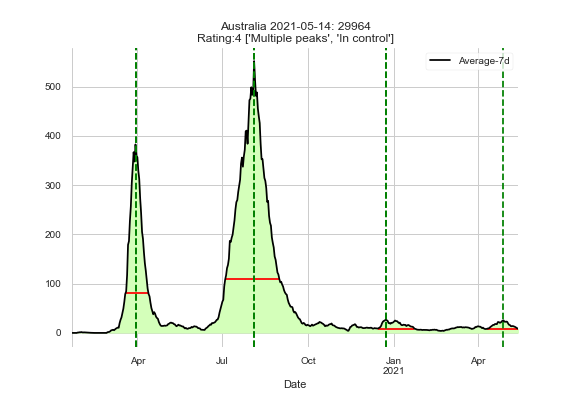 Australia 2021-05-14: 29964
Rating:4 ['Multiple peaks', 'In control']
Average-7d
500
400
300
200
100
0
Apr
Jul
Oct
Jan
2021
Apr
Date